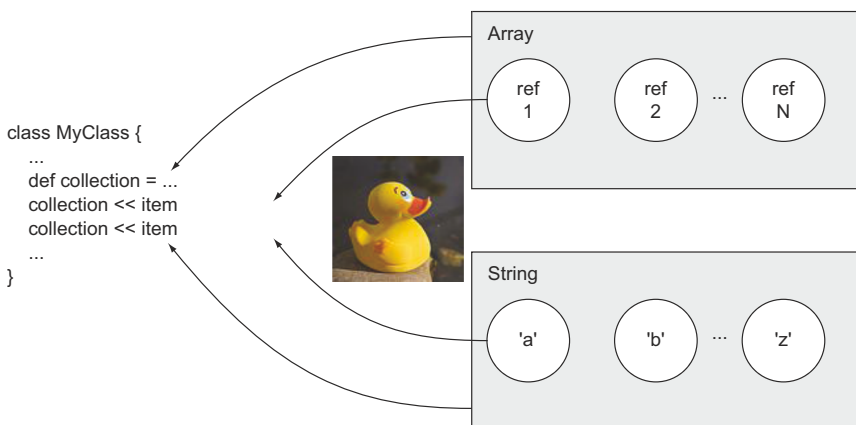 class MyClass {
...
def collection = ...
collection << item
collection << item
...
}
Array
ref
1
ref
2
...
ref
N
String
'a'
'b'
...
'z'